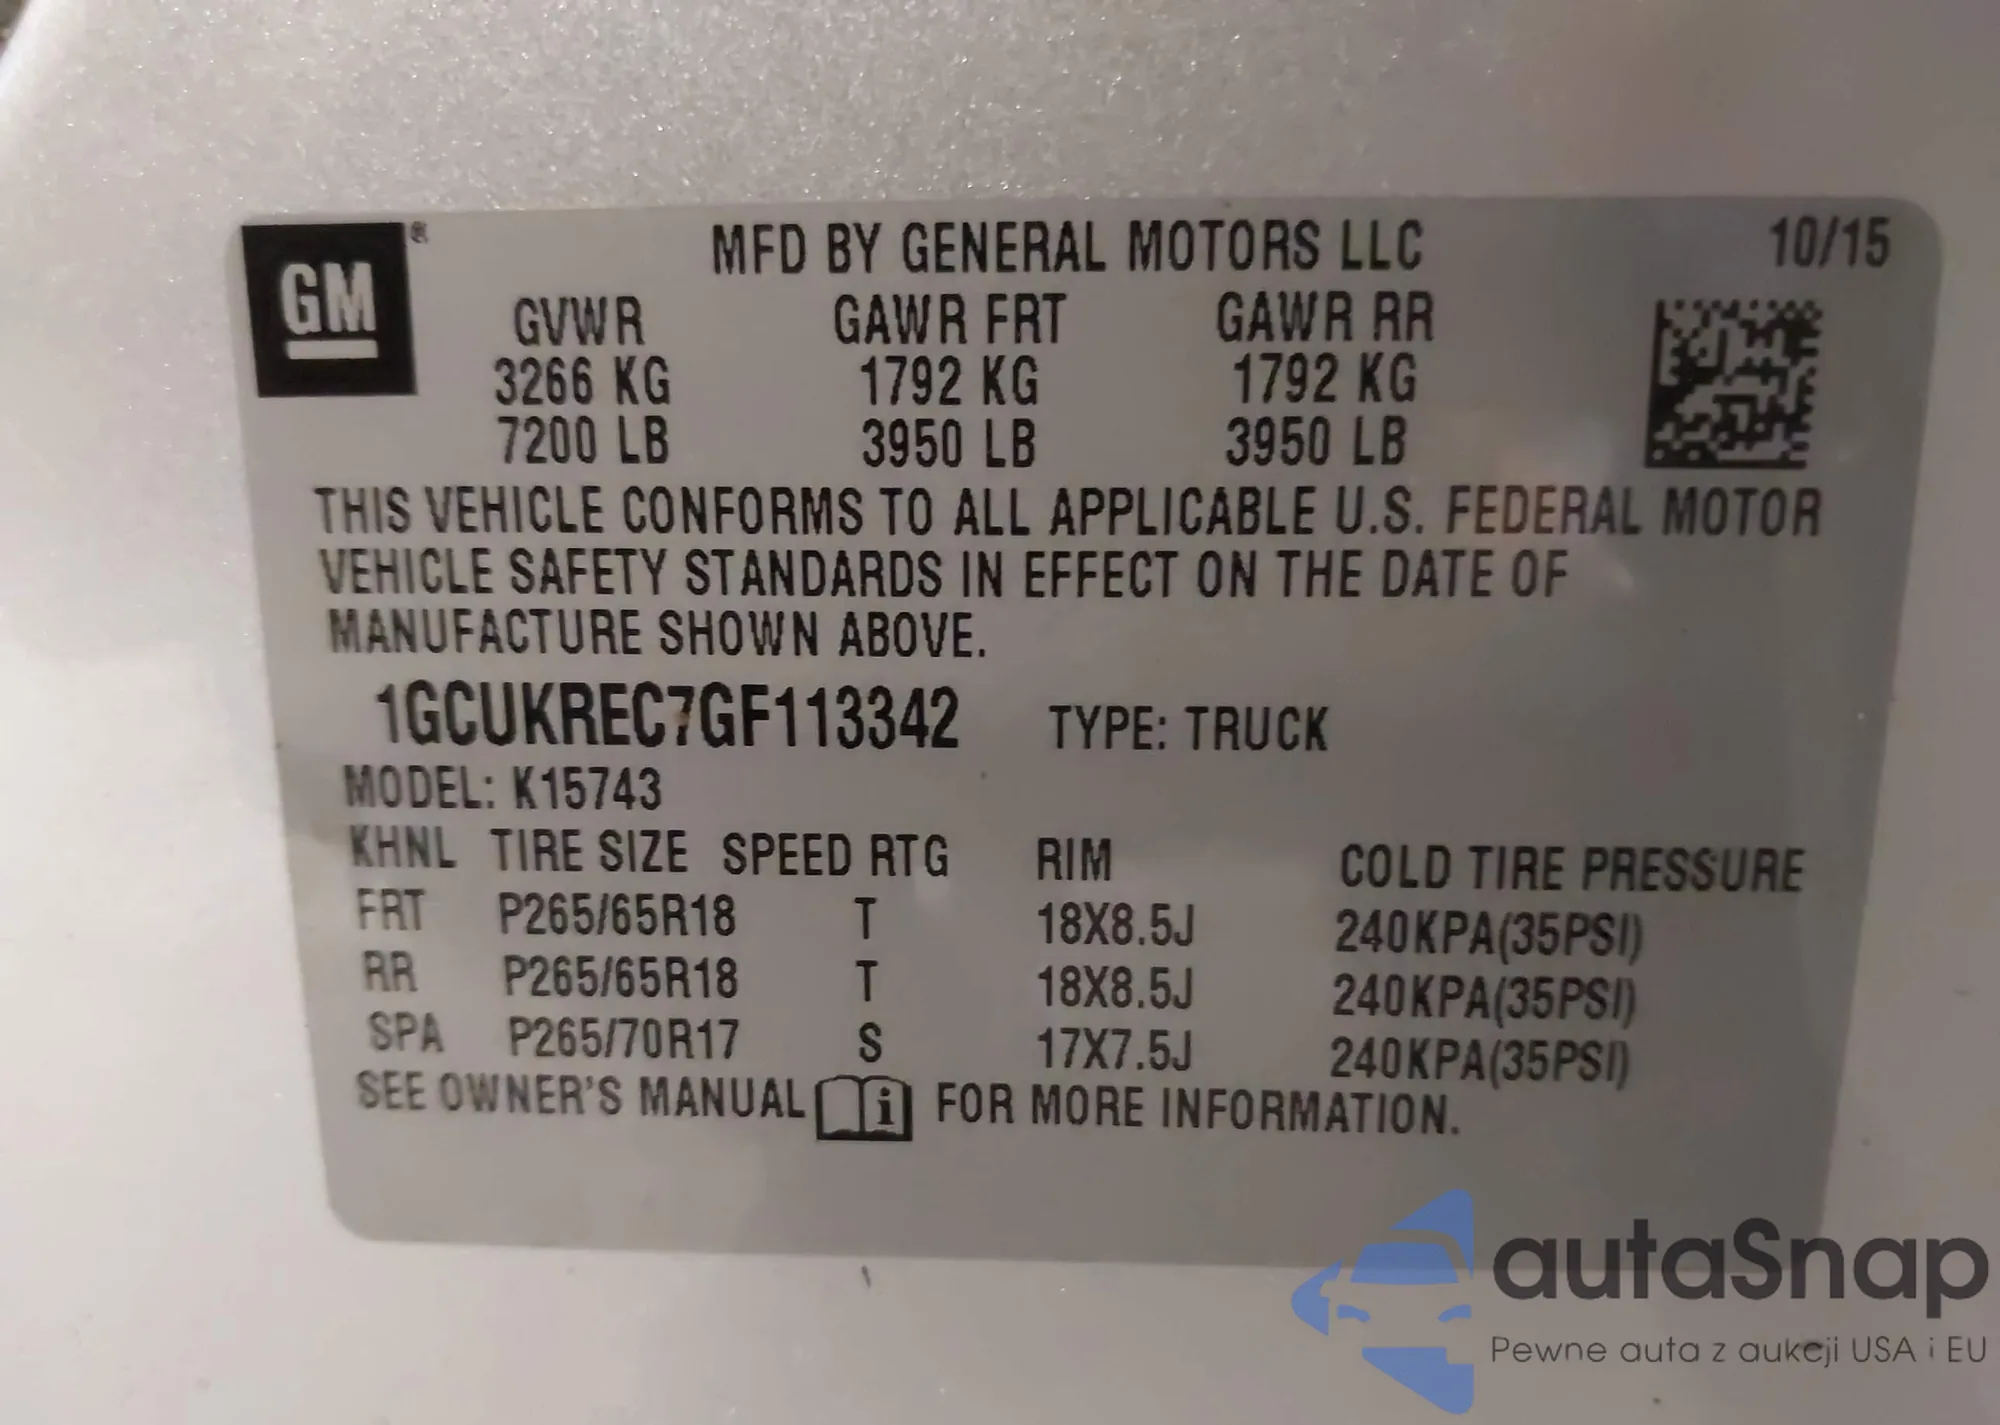 GM®
MFD BY GENERAL MOTORS LLC 10/15
GVWR GAWR FRT GAWR RR
3266 KG 1792 KG 1792 KG
7200 LB 3950 LB 3950 LB
THIS VEHICLE CONFORMS TO ALL APPLICABLE U.S. FEDERAL MOTOR
VEHICLE SAFETY STANDARDS IN EFFECT ON THE DATE OF
MANUFACTURE SHOWN ABOVE.
1GCUKREC7GF113342 TYPE: TRUCK
MODEL: K15743
KHNL TIRE SIZE SPEED RTG RIM COLD TIRE PRESSURE
FRT P265/65R18 T 18X8.5J 240KPA(35PSI)
RR P265/65R18 T 18X8.5J 240KPA(35PSI)
SPA P265/70R17 S 17X7.5J 240KPA(35PSI)
SEE OWNER'S MANUAL i FOR MORE INFORMATION.
autaSnap
Pewne auta z aukcji USA i EU